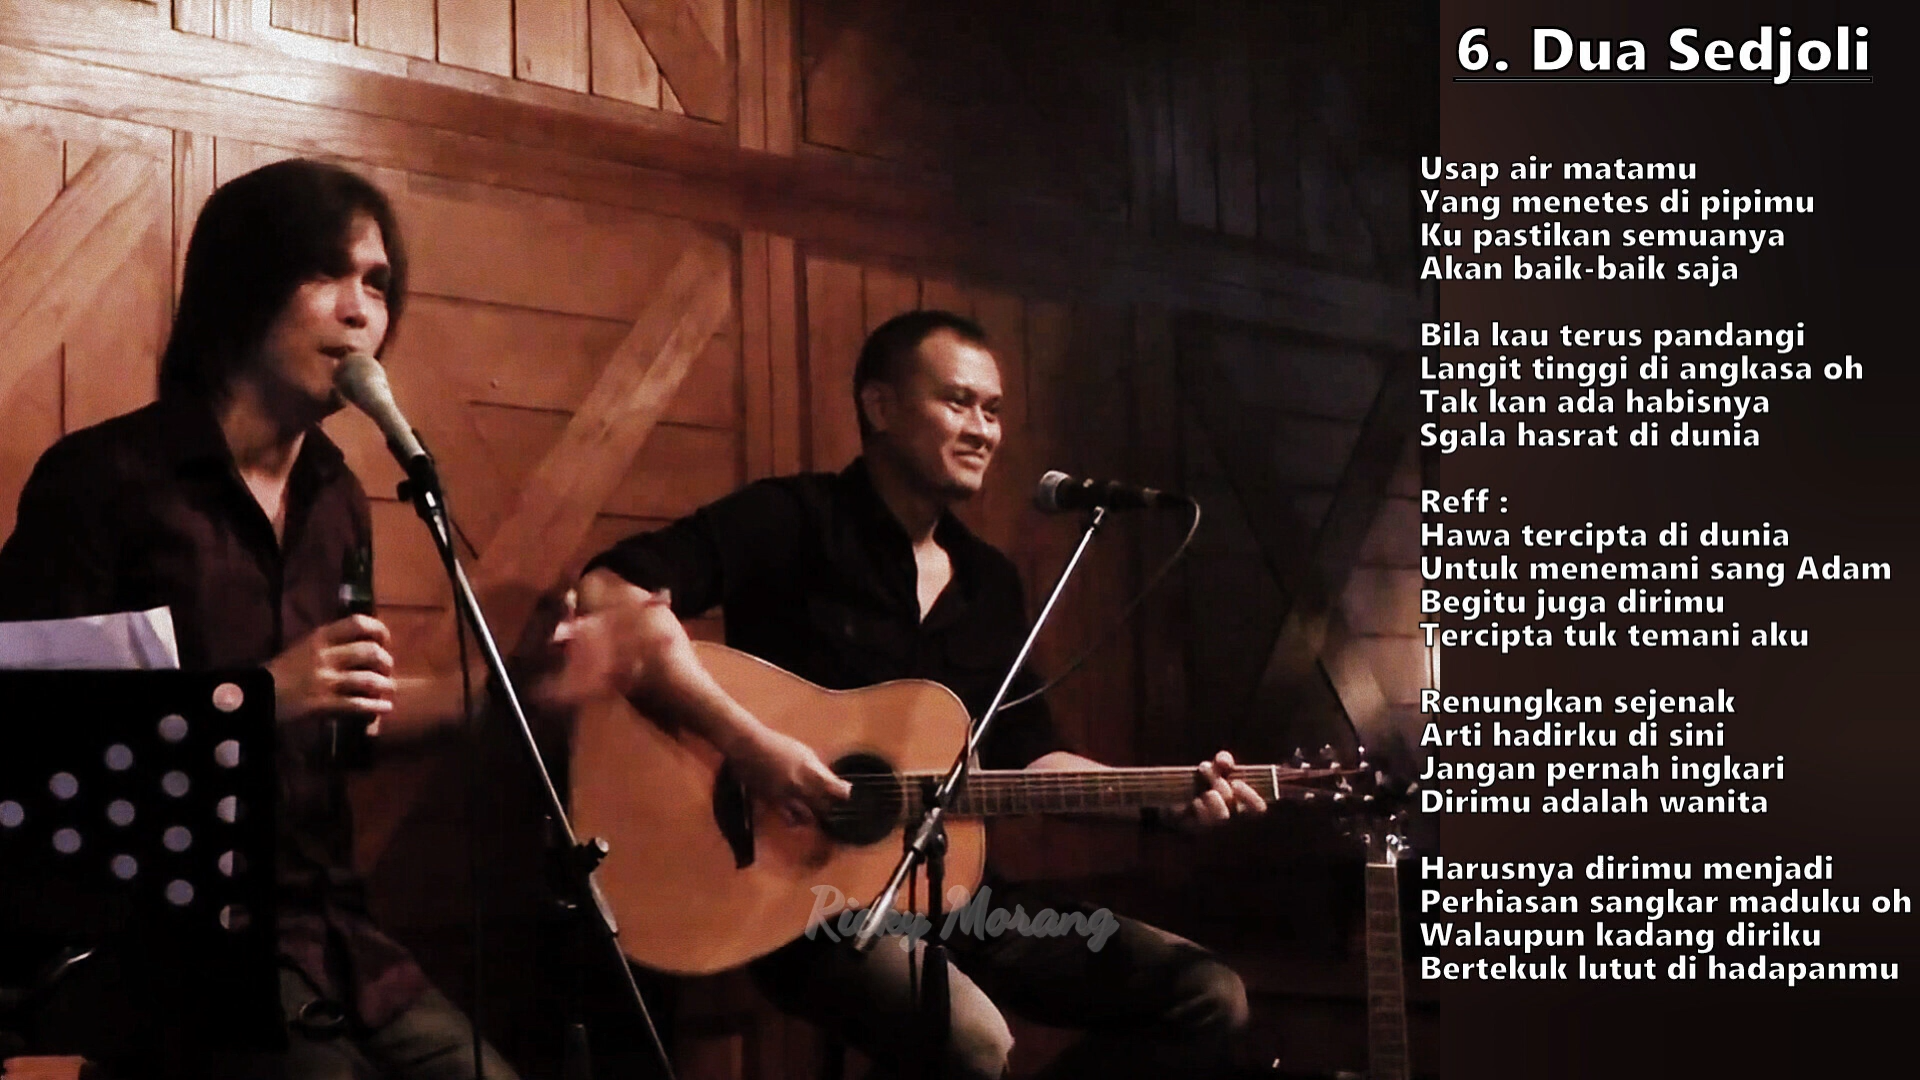 6. Dua Sedjoli
Usap air matamu
Yang menetes di pipimu
Ku pastikan semuanya
Akan baik-baik saja
Bila kau terus pandangi
Langit tinggi di angkasa oh
Tak kan ada habisnya
Sgala hasrat di dunia
Reff :
Hawa tercipta di dunia
Untuk menemani sang Adam
Begitu juga dirimu
Tercipta tuk temani aku
Renungkan sejenak
Arti hadirku di sini
Jangan pernah ingkari
Dirimu adalah wanita
Harusnya dirimu menjadi
Perhiasan sangkar maduku oh
Walaupun kadang diriku
Bertekuk lutut di hadapanmu
Ricky Morang